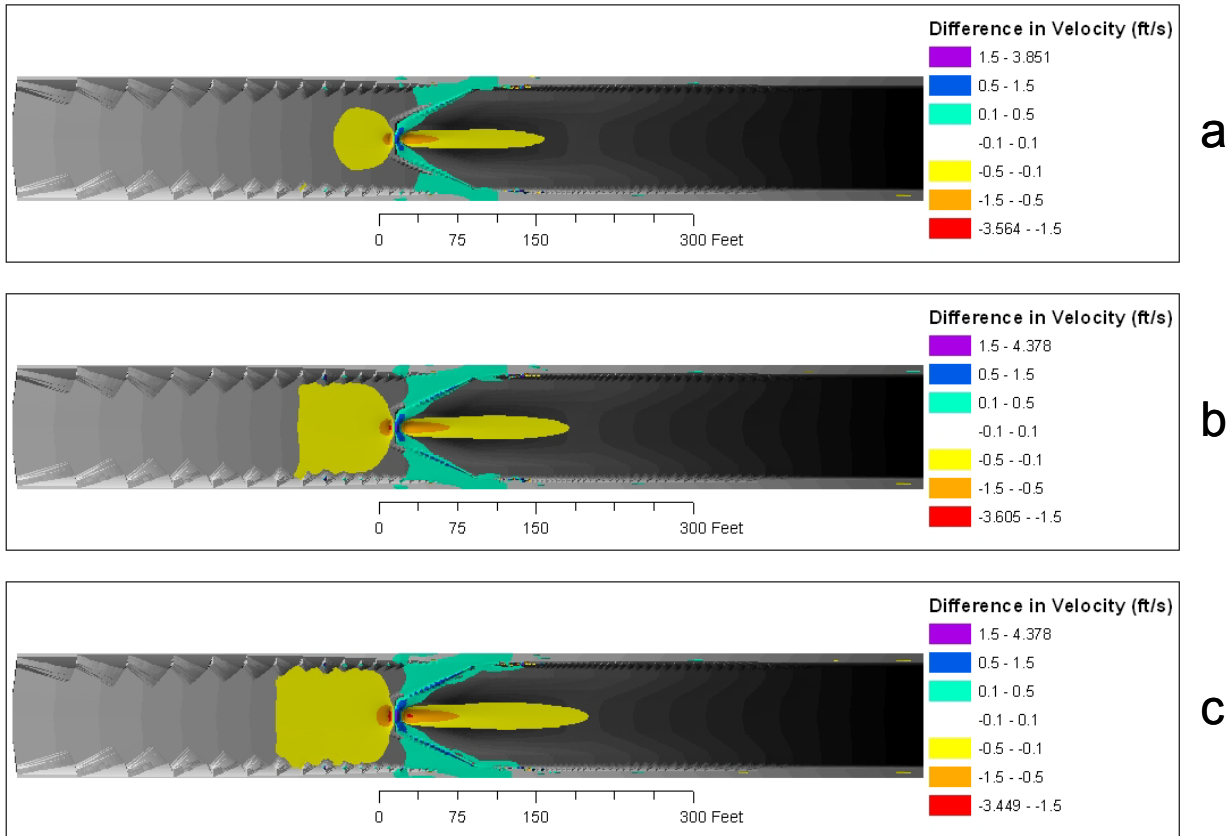 Difference in Velocity (ft/s)
1.5 - 3.851
0.5 - 1.5
0.1 - 0.5
-0.1 - 0.1
-0.5 - -0.1
-1.5 - -0.5
-3.564 - -1.5
0 75 150 300 Feet
a
Difference in Velocity (ft/s)
1.5 - 4.378
0.5 - 1.5
0.1 - 0.5
-0.1 - 0.1
-0.5 - -0.1
-1.5 - -0.5
-3.605 - -1.5
0 75 150 300 Feet
b
Difference in Velocity (ft/s)
1.5 - 4.378
0.5 - 1.5
0.1 - 0.5
-0.1 - 0.1
-0.5 - -0.1
-1.5 - -0.5
-3.449 - -1.5
0 75 150 300 Feet
c